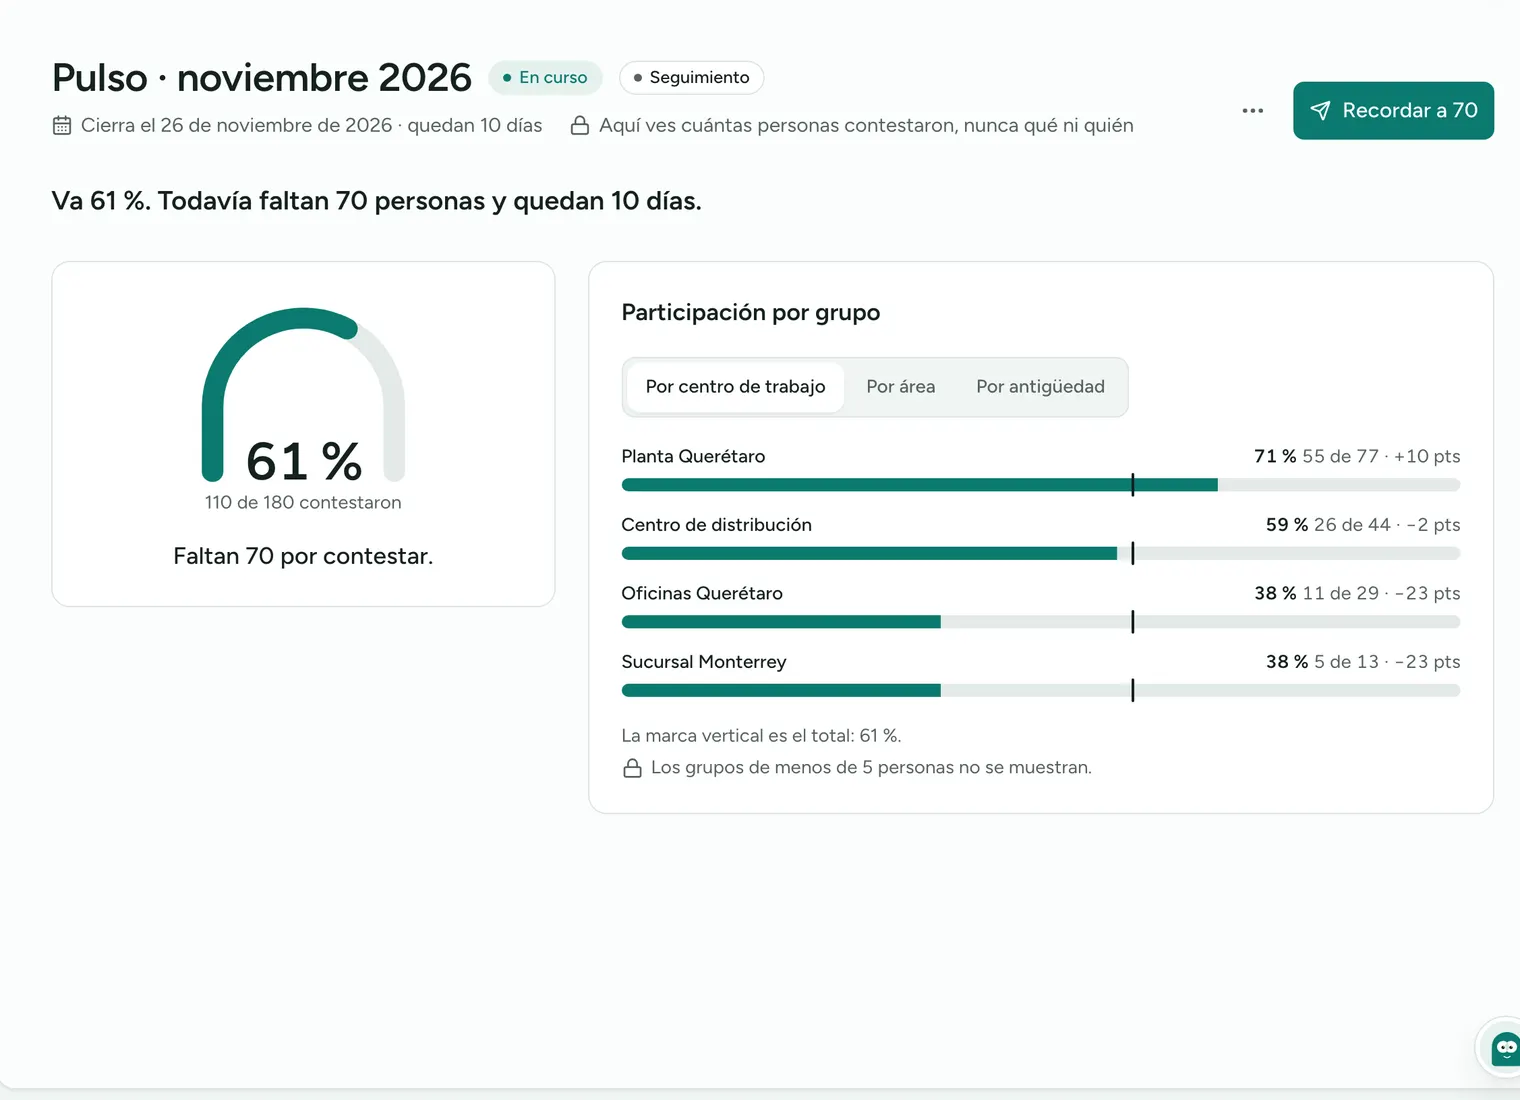 Pulso · noviembre 2026
En curso
Seguimiento
Cierra el 26 de noviembre de 2026 · quedan 10 días
Aquí ves cuántas personas contestaron, nunca qué ni quién
Recordar a 70
Va 61 %. Todavía faltan 70 personas y quedan 10 días.
61 %
110 de 180 contestaron
Faltan 70 por contestar.
Participación por grupo
Por centro de trabajo
Por área
Por antigüedad
Planta Querétaro
71 % 55 de 77 · +10 pts
Centro de distribución
59 % 26 de 44 · −2 pts
Oficinas Querétaro
38 % 11 de 29 · −23 pts
Sucursal Monterrey
38 % 5 de 13 · −23 pts
La marca vertical es el total: 61 %.
Los grupos de menos de 5 personas no se muestran.